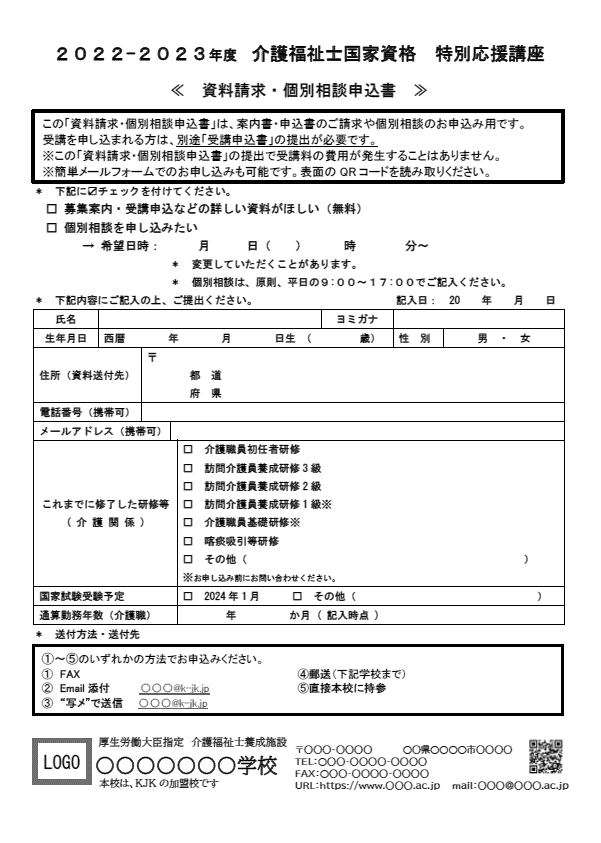 ２０２２−２０２３年度　介護福祉士国家資格　特別応援講座
≪　資料請求・個別相談申込書　≫
この「資料請求・個別相談申込書」は、案内書・申込書のご請求や個別相談のお申込み用です。
受講を申し込まれる方は、別途「受講申込書」の提出が必要です。
※この「資料請求・個別相談申込書」の提出で受講料の費用が発生することはありません。
※簡単メールフォームでのお申し込みも可能です。表面の QR コードを読み取りください。
＊　下記に☑チェックを付けてください。
□ 募集案内・受講申込などの詳しい資料がほしい（無料）
□ 個別相談を申し込みたい
→ 希望日時：　　　月　　　日（　　）　　　時　　　分～
＊　変更していただくことがあります。
＊　個別相談は、原則、平日の９：００～１７：００でご記入ください。
＊　下記内容にご記入の上、ご提出ください。　　　記入日：　20　　年　　月　　日
氏名　　　ヨミガナ
生年月日　西暦　　　年　　　月　　　日生（　　　歳）　性　別　　男　・　女
住所（資料送付先）　〒
都　道
府　県
電話番号（携帯可）
メールアドレス（携帯可）
これまでに修了した研修等
（ 介 護 関 係 ）
□　介護職員初任者研修
□　訪問介護員養成研修３級
□　訪問介護員養成研修２級
□　訪問介護員養成研修１級※
□　介護職員基礎研修※
□　喀痰吸引等研修
□　その他（　　　　　　）
※お申し込み前にお問い合わせください。
国家試験受験予定　□　2024 年 1 月　　□　その他（　　　　　　）
通算勤務年数（介護職）　　　年　　　か月（ 記入時点 ）
＊　送付方法・送付先
①～⑤のいずれかの方法でお申込みください。
①　FAX　　　④郵送（下記学校まで）
②　Email 添付　　〇〇〇@k-jk.jp　　　⑤直接本校に持参
③　“写メ”で送信　〇〇〇@k-jk.jp
LOGO
厚生労働大臣指定　介護福祉士養成施設
〇〇〇〇〇〇〇学校
本校は、KJK の加盟校です
〒〇〇〇-〇〇〇〇　　〇〇県〇〇〇〇市〇〇〇〇
TEL:〇〇〇-〇〇〇〇-〇〇〇〇
FAX:〇〇〇-〇〇〇〇-〇〇〇〇
URL:https://www.〇〇〇.ac.jp　mail:〇〇〇@〇〇〇.ac.jp